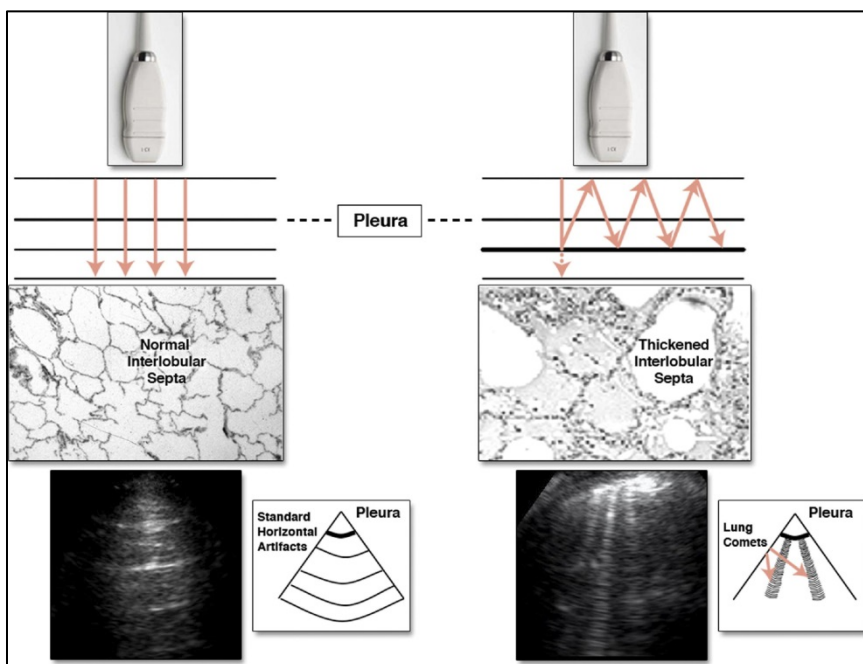 Pleura
Normal
Interlobular
Septa
Thickened
Interlobular
Septa
Standard
Horizontal
Artifacts
Pleura
Lung
Comets
Pleura